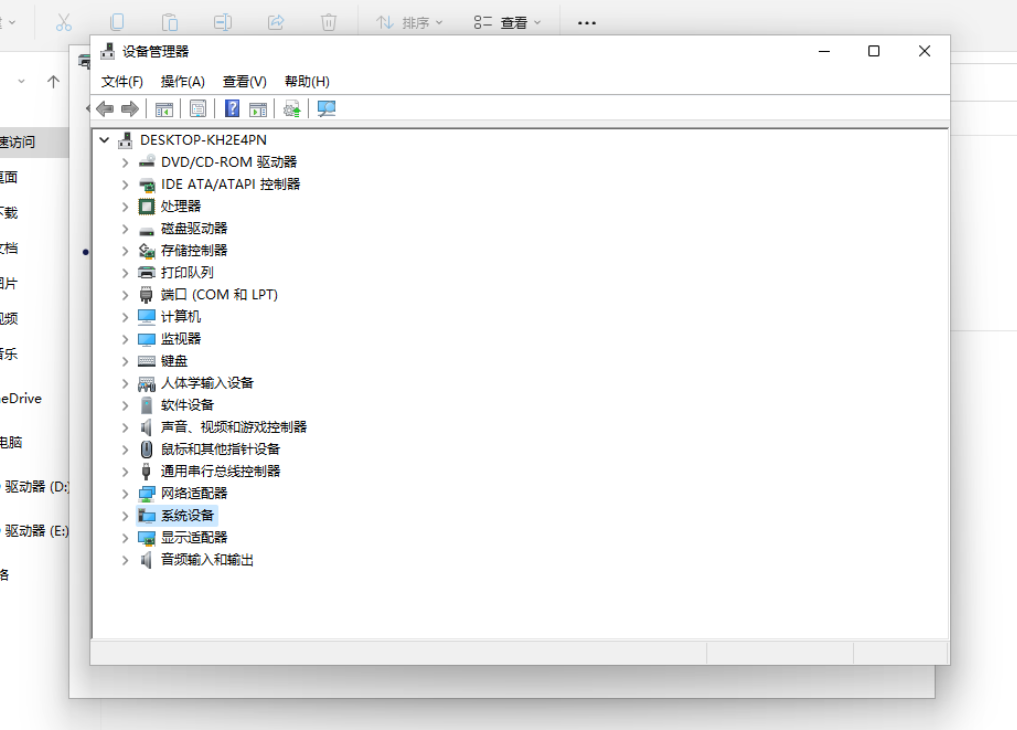 排序 查看
设备管理器
文件(F) 操作(A) 查看(V) 帮助(H)
DESKTOP-KH2E4PN
DVD/CD-ROM 驱动器
IDE ATA/ATAPI 控制器
处理器
磁盘驱动器
存储控制器
打印队列
端口 (COM 和 LPT)
计算机
监视器
键盘
人体学输入设备
软件设备
声音、视频和游戏控制器
鼠标和其他指针设备
通用串行总线控制器
网络适配器
系统设备
显示适配器
音频输入和输出
速访问
桌面
下载
文档
图片
视频
音乐
eDrive
电脑
驱动器 (D:)
驱动器 (E:)
络